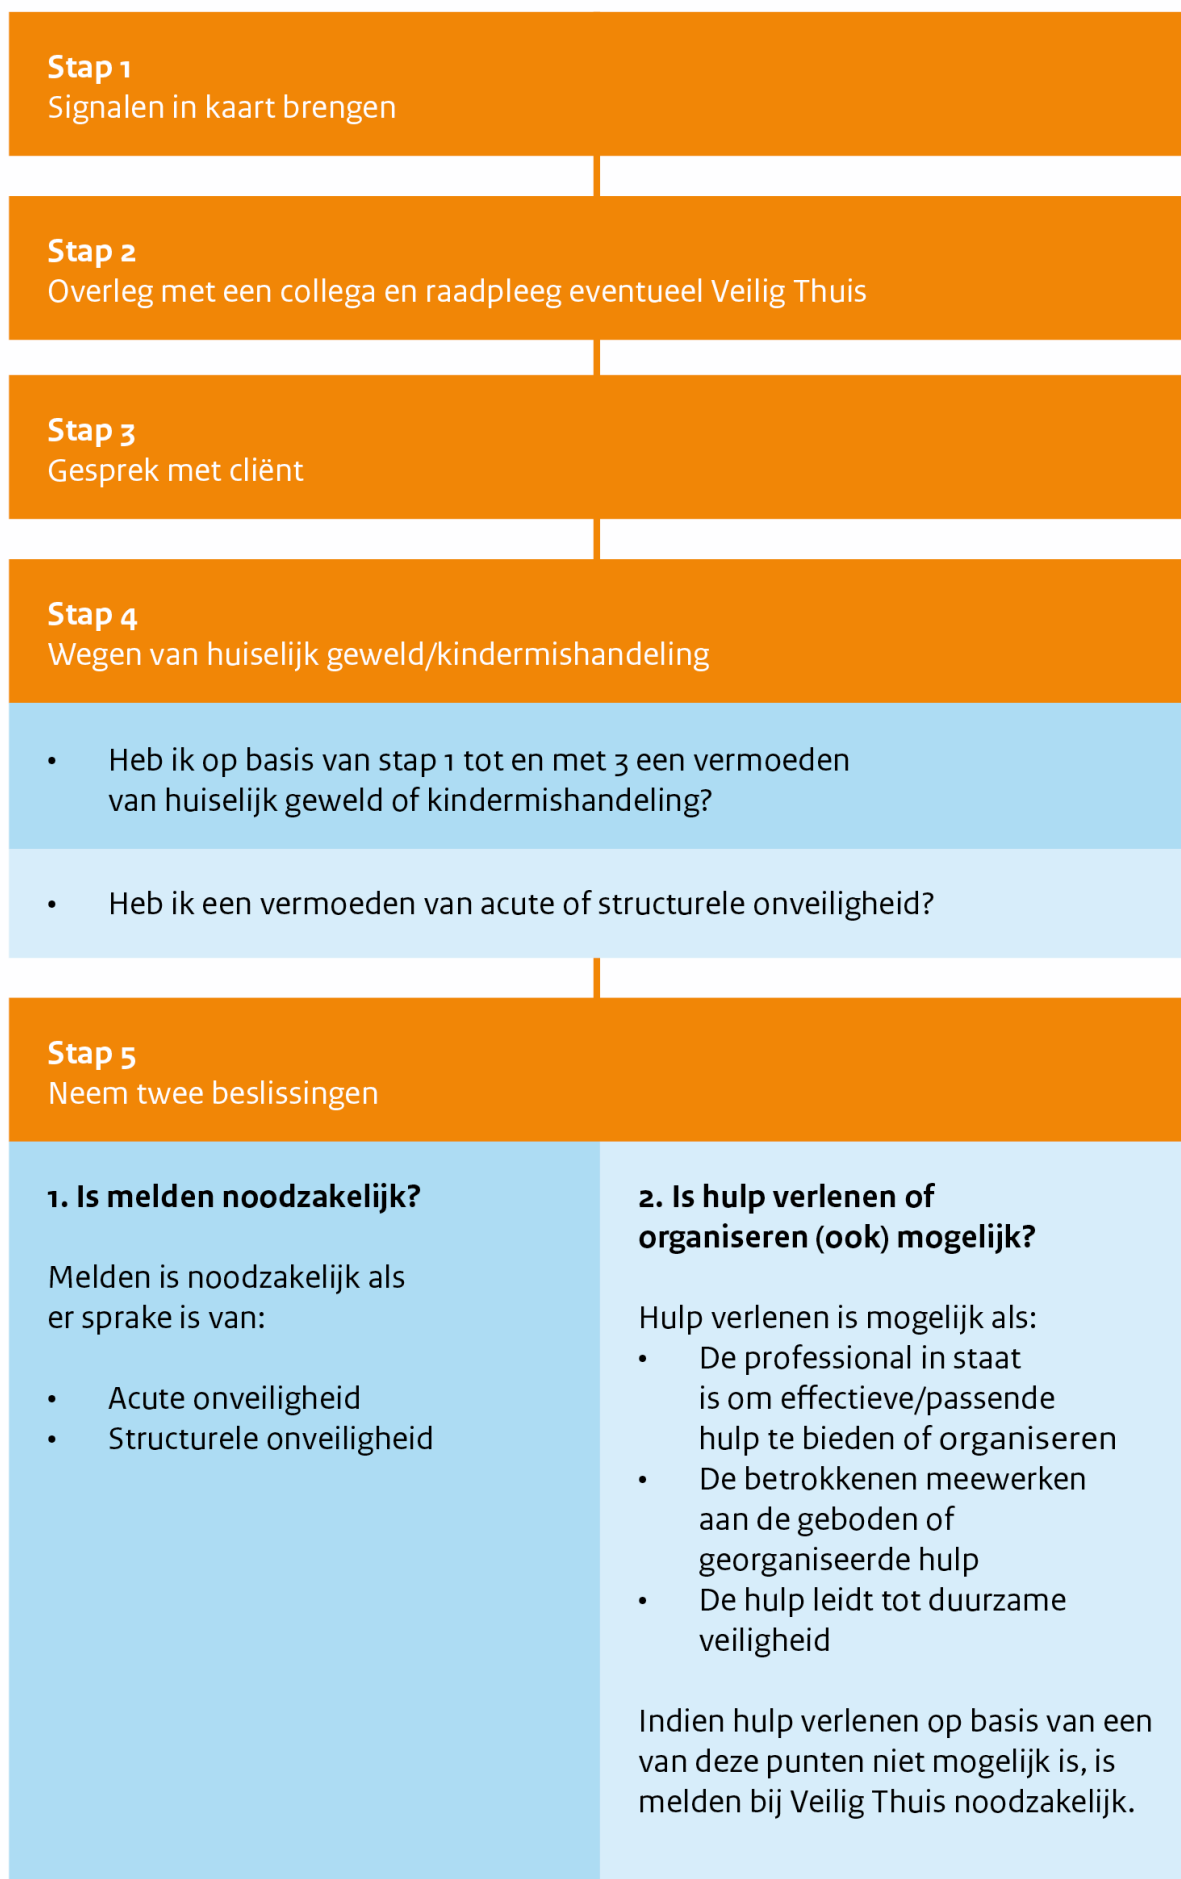 Stap 1
Signalen in kaart brengen
Stap 2
Overleg met een collega en raadpleeg eventueel Veilig Thuis
Stap 3
Gesprek met cliënt
Stap 4
Wegen van huiselijk geweld/kindermishandeling
• Heb ik op basis van stap 1 tot en met 3 een vermoeden
van huiselijk geweld of kindermishandeling?
• Heb ik een vermoeden van acute of structurele onveiligheid?
Stap 5
Neem twee beslissingen
1. Is melden noodzakelijk?
Melden is noodzakelijk als
er sprake is van:
• Acute onveiligheid
• Structurele onveiligheid
2. Is hulp verlenen of
organiseren (ook) mogelijk?
Hulp verlenen is mogelijk als:
• De professional in staat
is om effectieve/passende
hulp te bieden of organiseren
• De betrokkenen meewerken
aan de geboden of
georganiseerde hulp
• De hulp leidt tot duurzame
veiligheid
Indien hulp verlenen op basis van een
van deze punten niet mogelijk is, is
melden bij Veilig Thuis noodzakelijk.